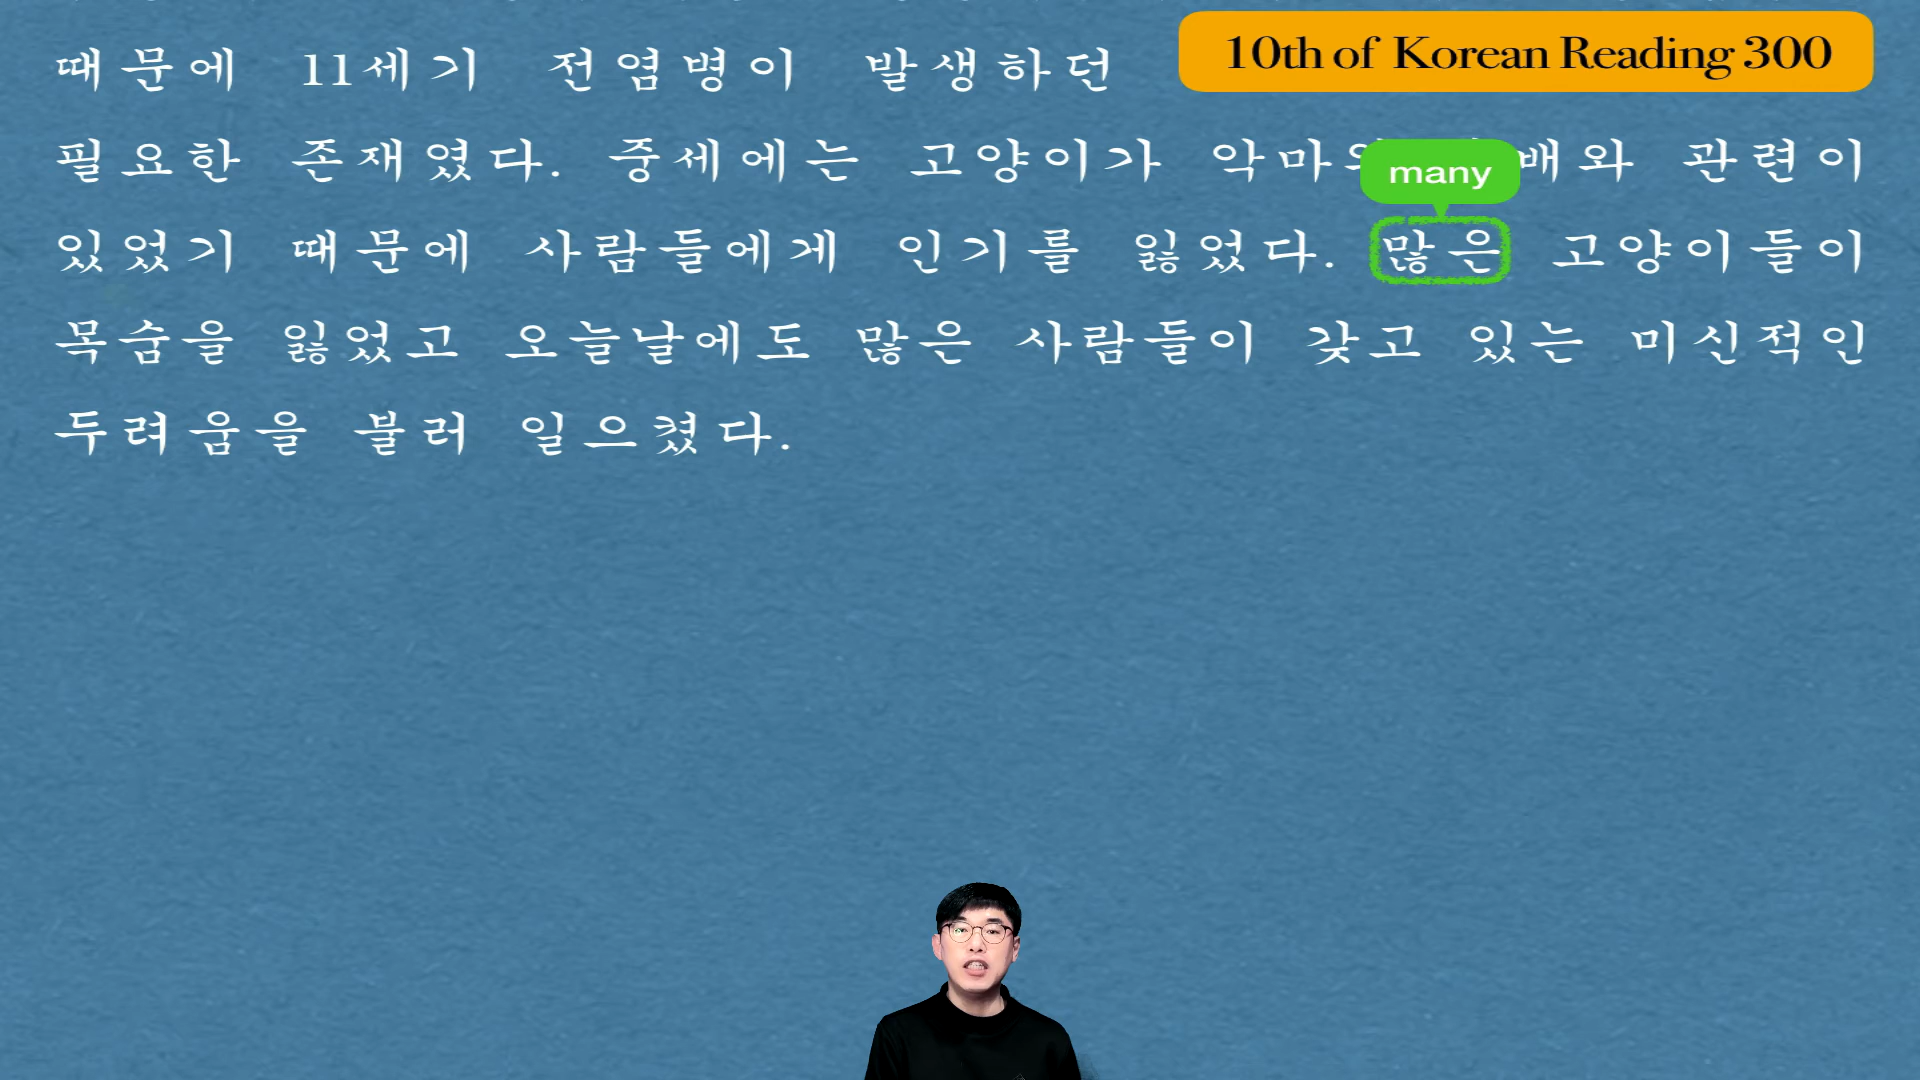 때문에 11세기 전염병이 발생하던
10th of Korean Reading 300
필요한 존재였다. 중세에는 고양이가 관련이
many
있었기 때문에 사람들에게 인기를 잃었다. 많은 고양이들이
목숨을 잃었고 오늘날에도 많은 사람들이 갖고 있는 미신적인
두려움을 불러 일으켰다.